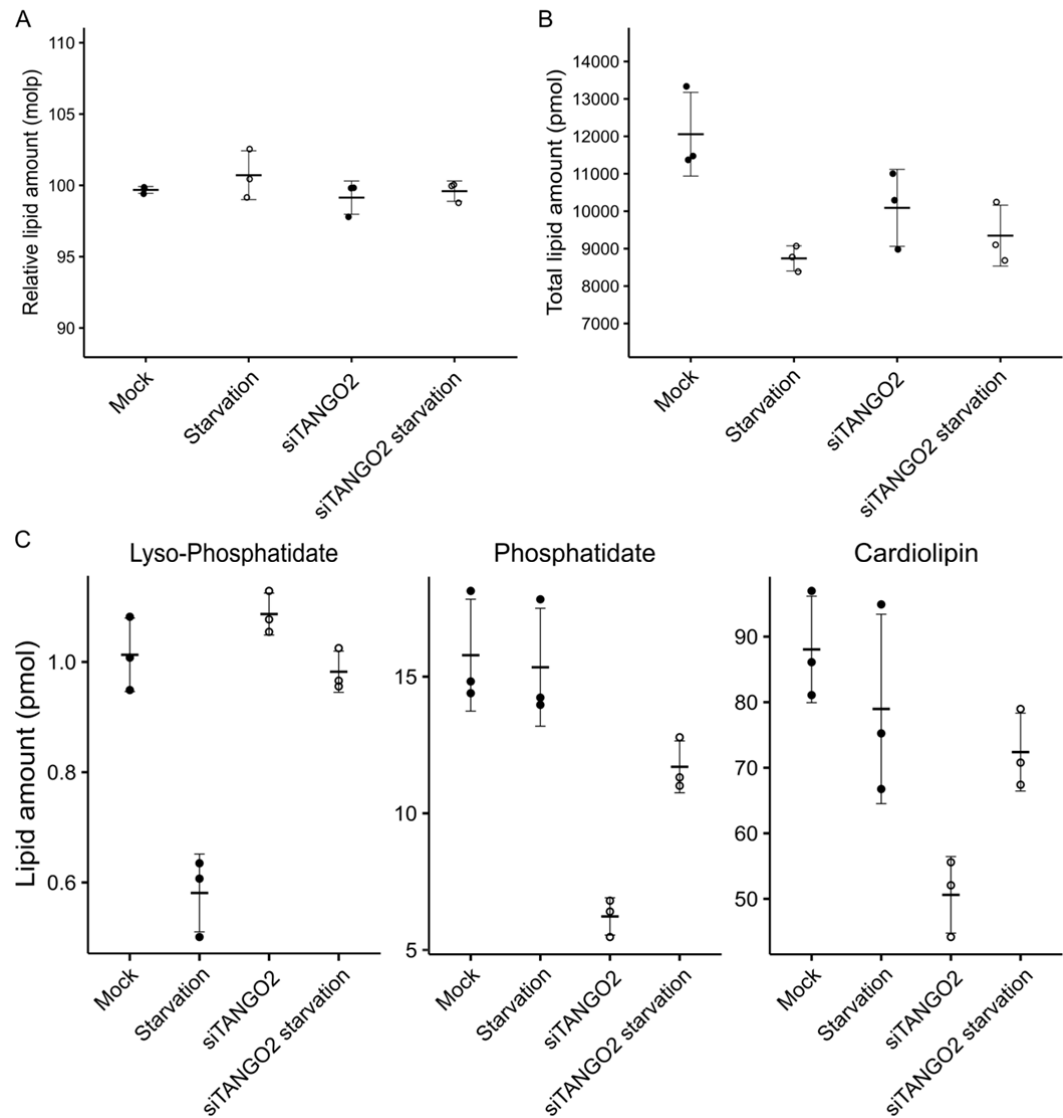 A
Relative lipid amount (molp)
110
105
100
95
90
Mock
Starvation
siTANGO2
siTANGO2 starvation
B
Total lipid amount (pmol)
14000
13000
12000
11000
10000
9000
8000
7000
Mock
Starvation
siTANGO2
siTANGO2 starvation
C
Lipid amount (pmol)
Lyso-Phosphatidate
1.0
0.8
0.6
Mock
Starvation
siTANGO2
siTANGO2 starvation
Phosphatidate
15
10
5
Mock
Starvation
siTANGO2
siTANGO2 starvation
Cardiolipin
90
80
70
60
50
Mock
Starvation
siTANGO2
siTANGO2 starvation